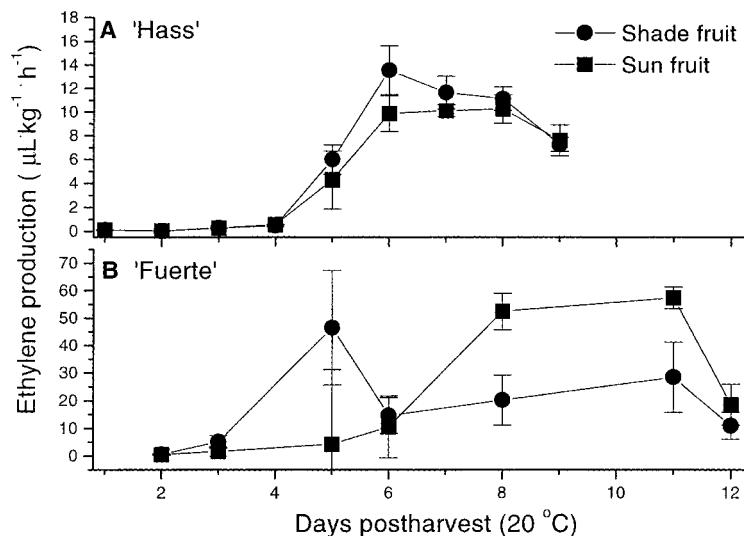 A 'Hass'
Shade fruit
Sun fruit
18
16
14
12
10
8
6
4
2
0
B 'Fuerte'
70
60
50
40
30
20
10
0
2 4 6 8 10 12
Ethylene production ( μL·kg⁻¹·h⁻¹)
Days postharvest (20 °C)